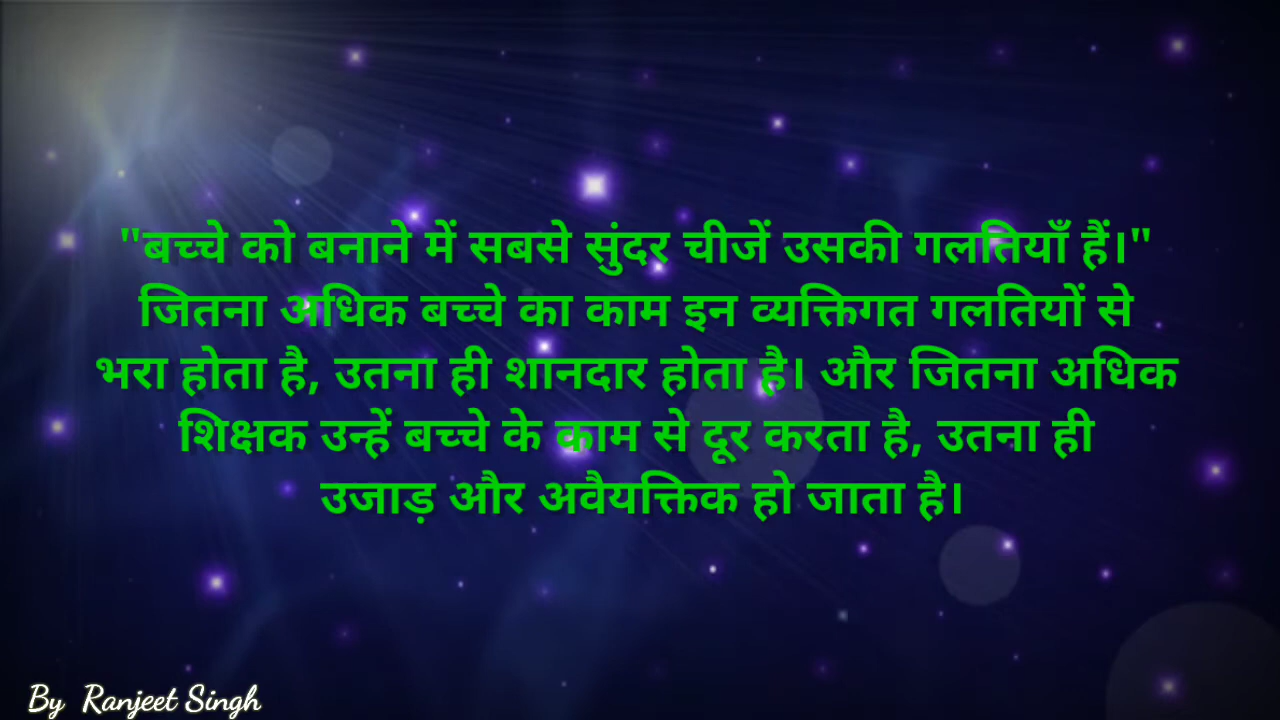 "बच्चे को बनाने में सबसे सुंदर चीजें उसकी गलतियाँ हैं।"
जितना अधिक बच्चे का काम इन व्यक्तिगत गलतियों से
भरा होता है, उतना ही शानदार होता है। और जितना अधिक
शिक्षक उन्हें बच्चे के काम से दूर करता है, उतना ही
उजाड़ और अवैयक्तिक हो जाता है।
By Ranjeet Singh